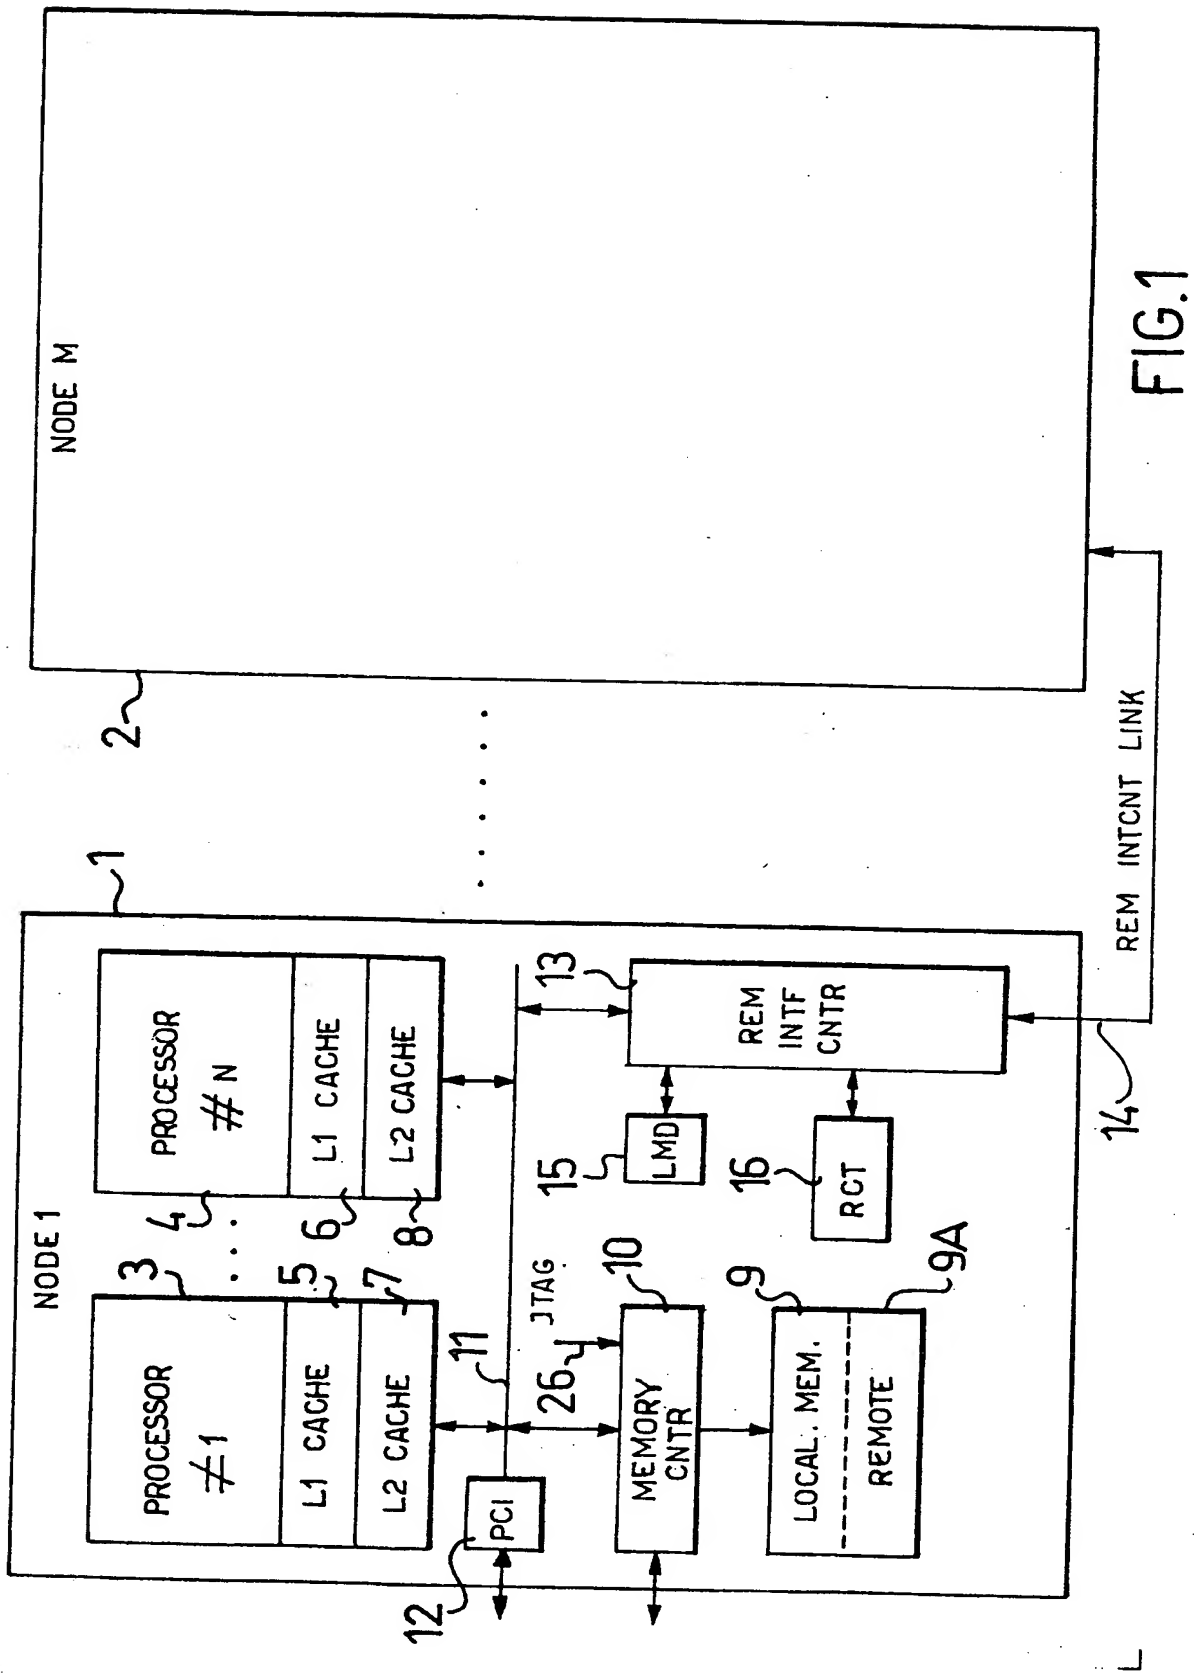 NODE 1
1
PROCESSOR
#1
L1 CACHE
L2 CACHE
3
5
7
. . . .
PROCESSOR
#N
L1 CACHE
L2 CACHE
4
6
8
12
PCI
11
26
JTAG
MEMORY
CNTR
10
LOCAL. MEM.
REMOTE
9
9A
15
LMD
16
RCT
13
REM
INTF
CNTR
14
REM INTCNT LINK
. . . . . .
2
NODE M
FIG.1